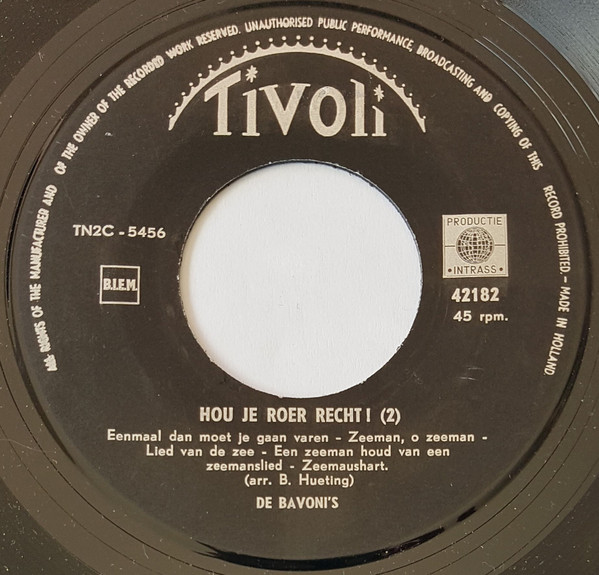 ALL RIGHTS OF THE MANUFACTURED AND OF THE OWNER OF THE RECORDED WORK RESERVED. UNAUTHORISED PUBLIC PERFORMANCE, BROADCASTING AND COPYING OF THIS RECORD PROHIBITED. - MADE IN HOLLAND
Tivoli
TN2C - 5456
B.I.E.M.
PRODUCTIE
• INTRASS •
42182
45 rpm.
HOU JE ROER RECHT! (2)
Eenmaal dan moet je gaan varen - Zeeman, o zeeman -
Lied van de zee - Een zeeman houd van een
zeemanslied - Zeemaushart.
(arr. B. Hueting)
DE BAVONI'S